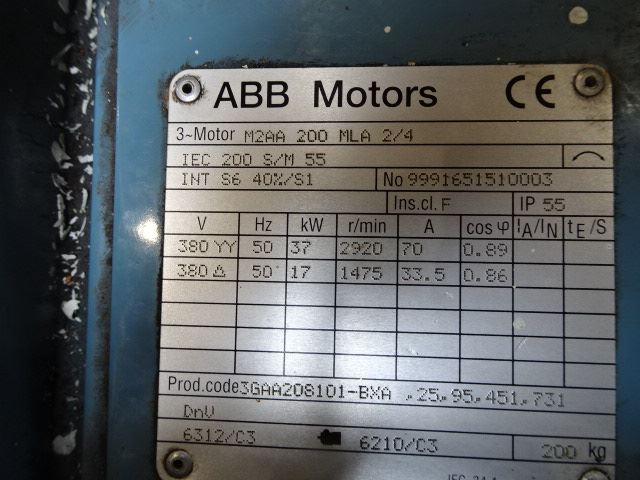 ABB Motors CE
3~Motor M2AA 200 MLA 2/4
IEC 200 S/M 55
INT S6 40%/S1 No 9991651510003
Ins.cl. F IP 55
V Hz kW r/min A cos φ IA/IN tE/S
380 YY 50 37 2920 70 0.89
380 Δ 50 17 1475 33.5 0.86
Prod.code 3GAA208101-BXA .25.95.451.731
DnV
6312/C3 6210/C3 200 kg